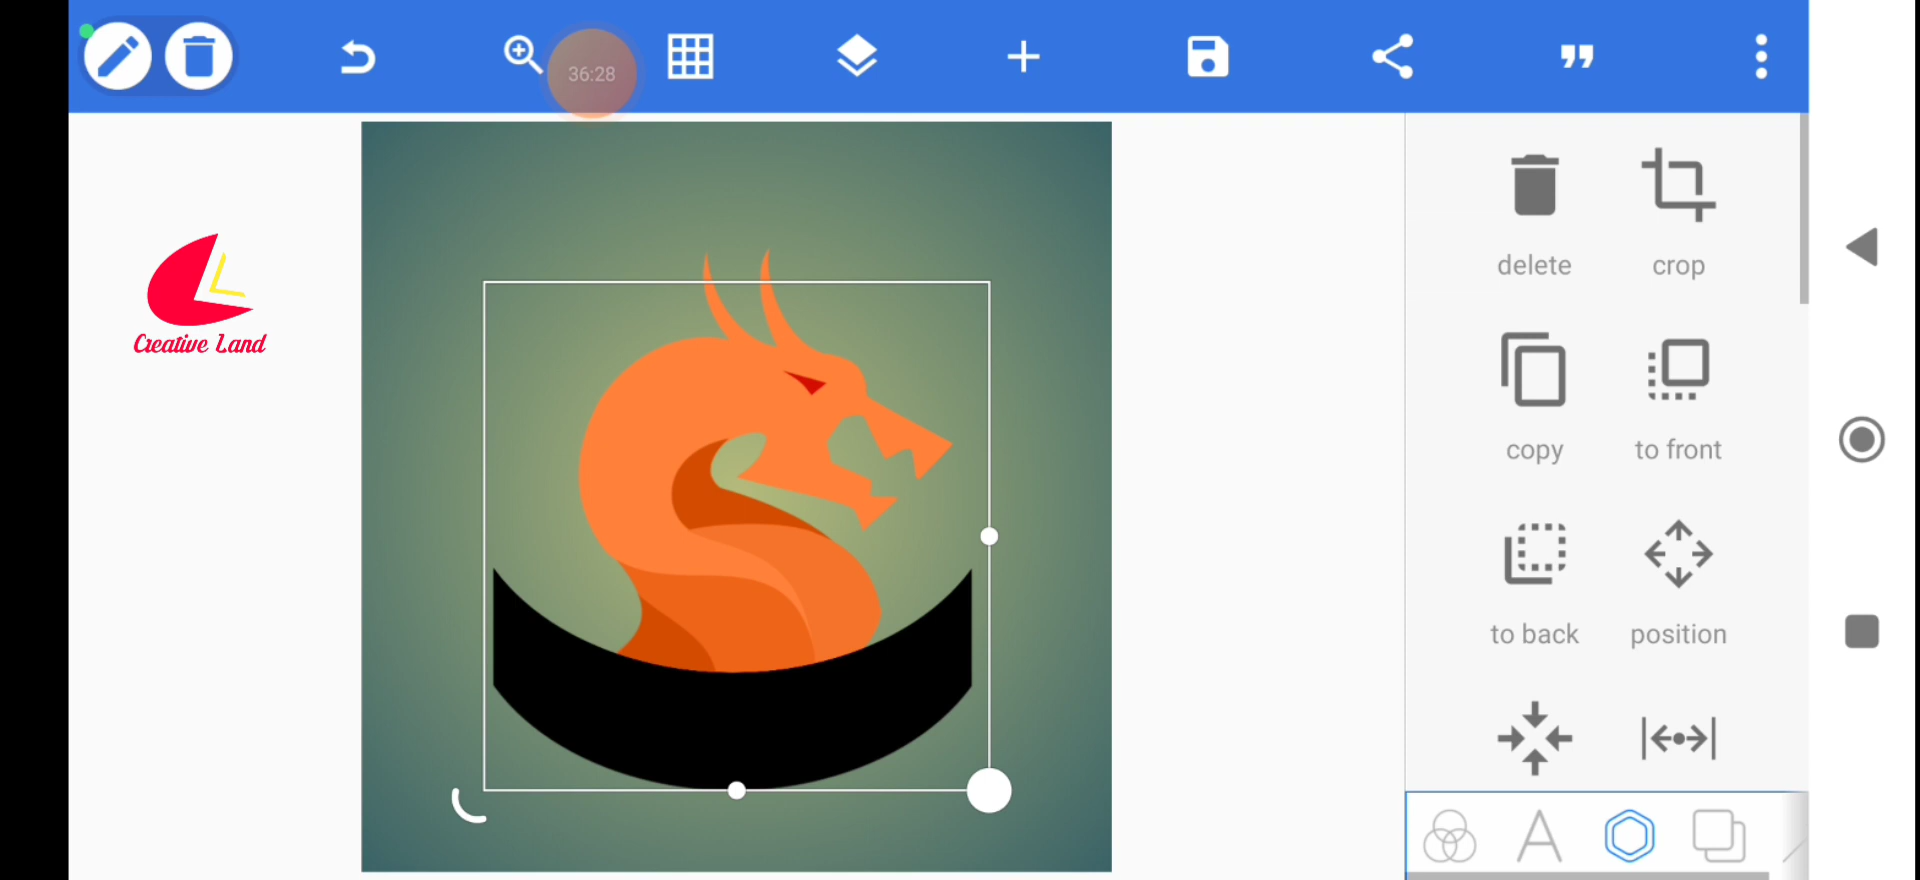 36:28
Creative Land
delete
crop
copy
to front
to back
position